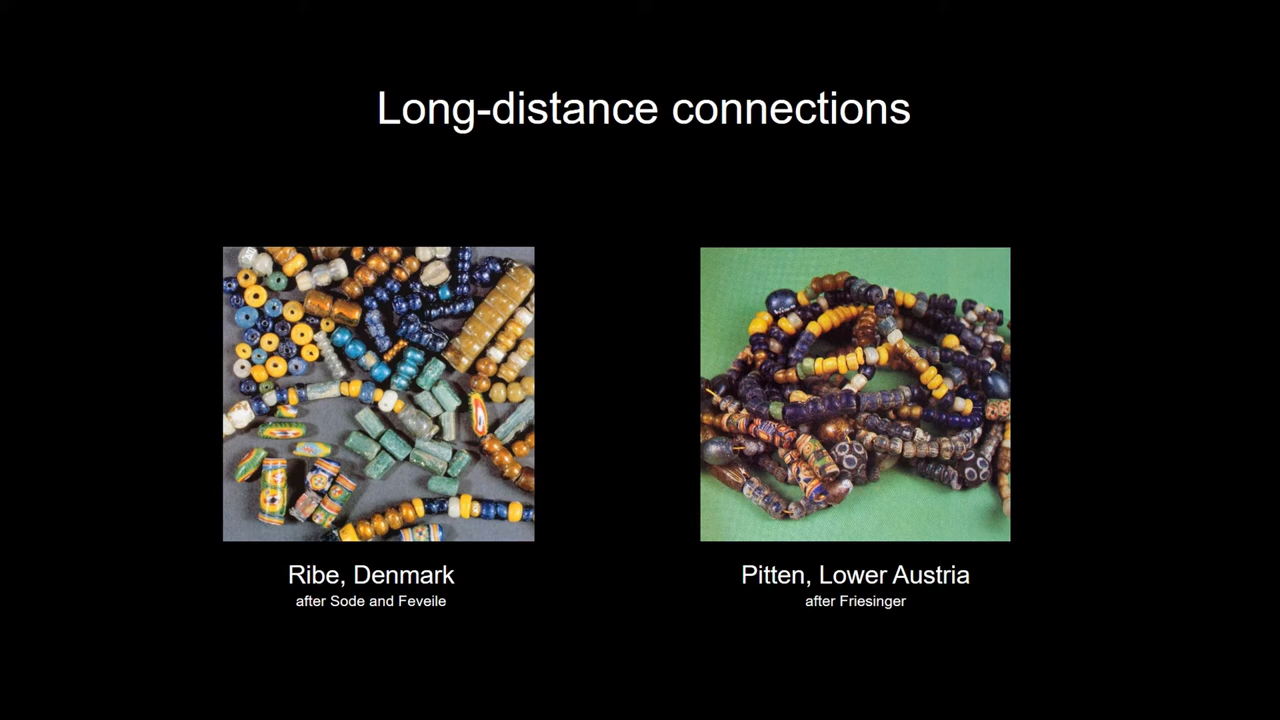 Long-distance connections
Ribe, Denmark
after Sode and Feveile
Pitten, Lower Austria
after Friesinger